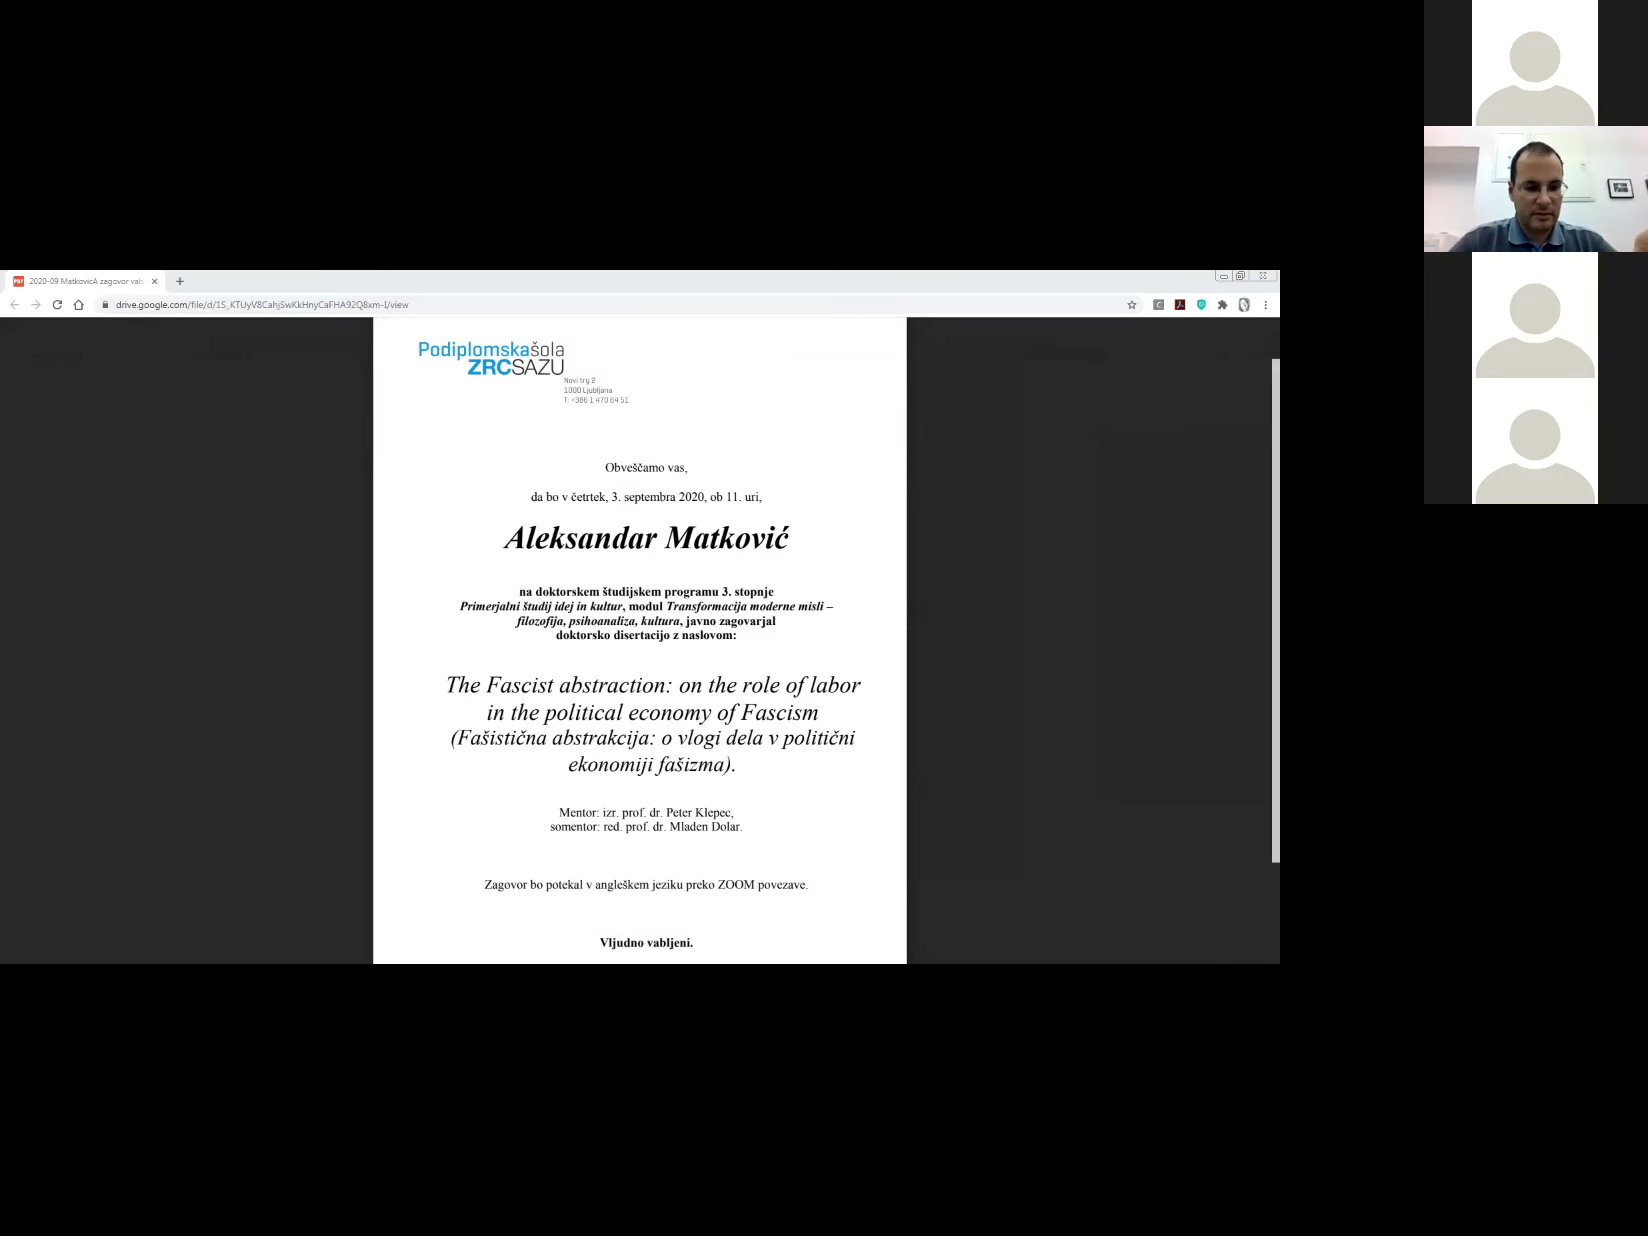 2020-09 MatkovicA zagovor vab
drive.google.com/file/d/1S_KTUyV8CahjSwKkHnyCaFHA92Q8xm-I/view
Podiplomskašola
ZRCSAZU
Novi trg 2
1000 Ljubljana
T: +386 1 470 64 51
Obveščamo vas,
da bo v četrtek, 3. septembra 2020, ob 11. uri,
Aleksandar Matković
na doktorskem študijskem programu 3. stopnje
Primerjalni študij idej in kultur, modul Transformacija moderne misli –
filozofija, psihoanaliza, kultura, javno zagovarjal
doktorsko disertacijo z naslovom:
The Fascist abstraction: on the role of labor
in the political economy of Fascism
(Fašistična abstrakcija: o vlogi dela v politični
ekonomiji fašizma).
Mentor: izr. prof. dr. Peter Klepec,
somentor: red. prof. dr. Mladen Dolar.
Zagovor bo potekal v angleškem jeziku preko ZOOM povezave.
Vljudno vabljeni.